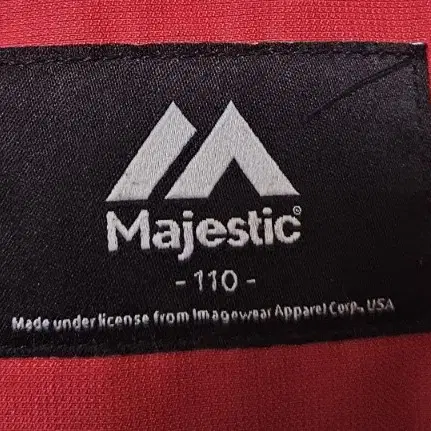 Majestic®
- 110 -
Made under license from Imagewear Apparel Corp., USA